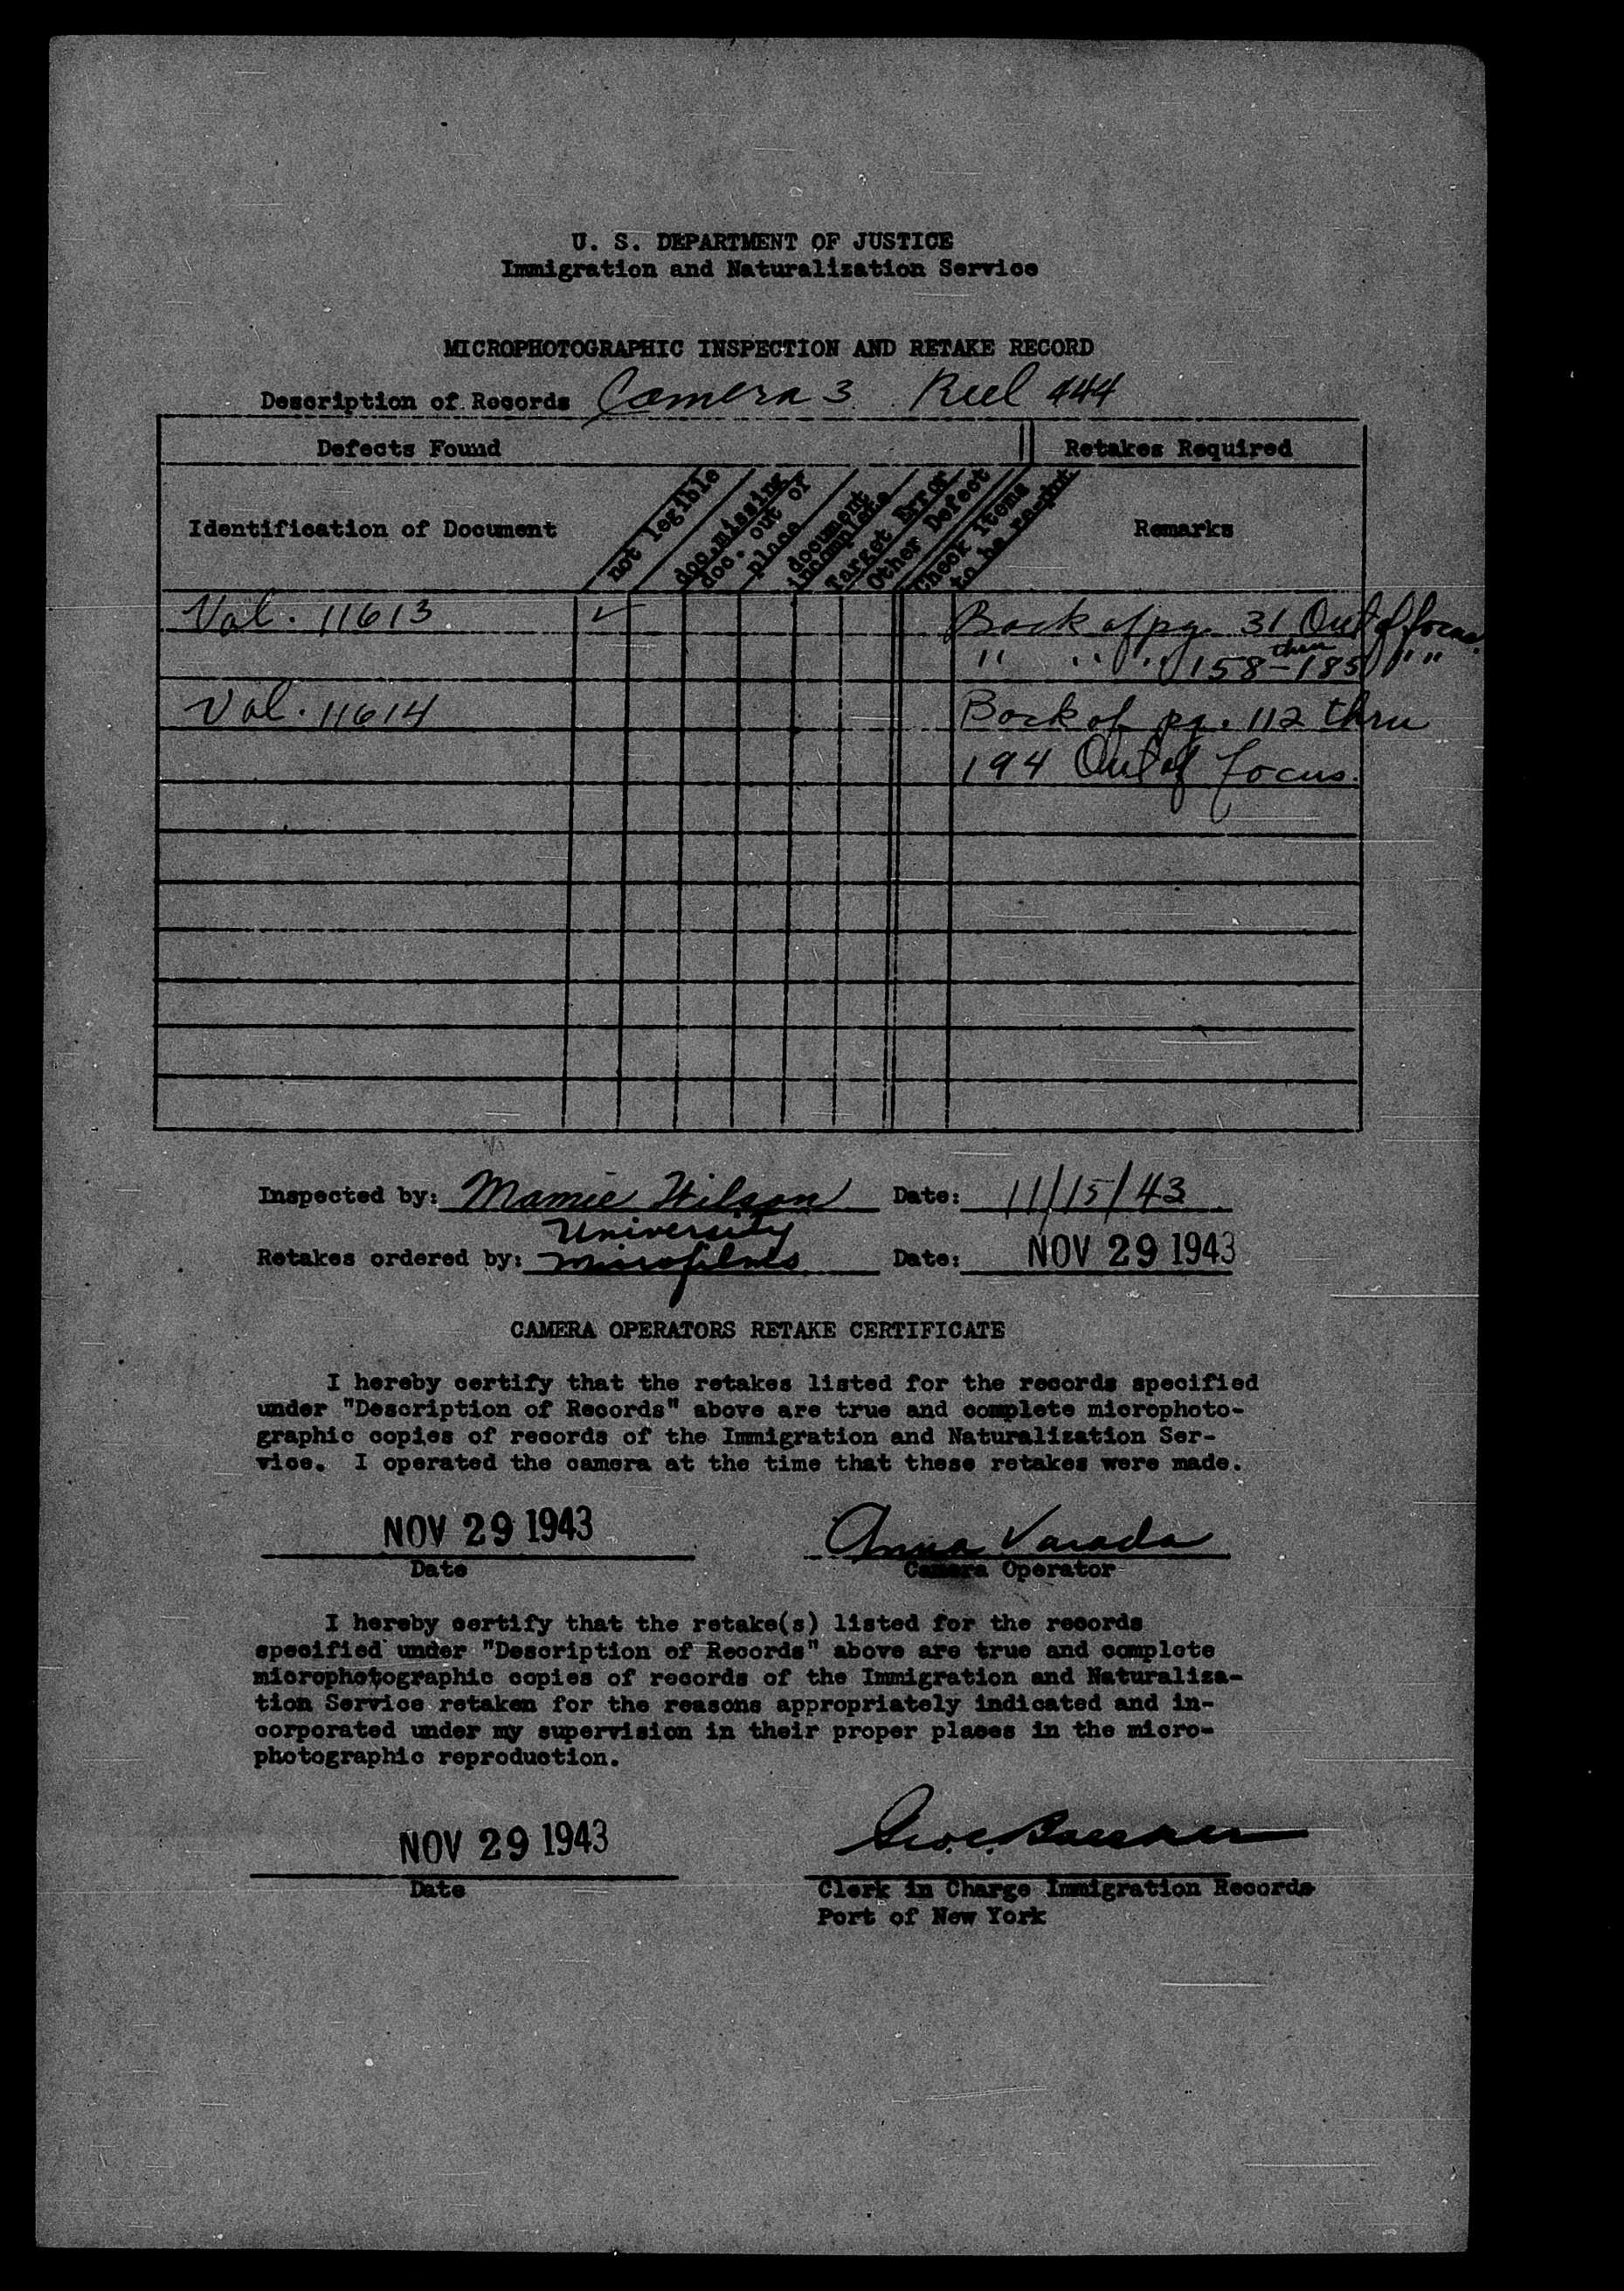 U. S. DEPARTMENT OF JUSTICE
Immigration and Naturalization Service
MICROPHOTOGRAPHIC INSPECTION AND RETAKE RECORD
Description of Records Camera 3 Reel 444
Defects Found Retakes Required
Identification of Document
not legible
doc. missing
doc. out of place
document incomplete
Target Error
Other Defect
Check items to be
Remarks
Vol. 11613 ✓ Back of pg. 31 Out of focus.
" " " 158 - thru 185 " "
Vol. 11614 Back of pg. 112 thru
194 Out of focus.
Inspected by: Mamie Wilson Date: 11/15/43
University
Retakes ordered by: Microfilms Date: NOV 29 1943
CAMERA OPERATORS RETAKE CERTIFICATE
I hereby certify that the retakes listed for the records specified
under "Description of Records" above are true and complete microphoto-
graphic copies of records of the Immigration and Naturalization Ser-
vice. I operated the camera at the time that these retakes were made.
NOV 29 1943 Anna Varada
Date Camera Operator
I hereby certify that the retake(s) listed for the records
specified under "Description of Records" above are true and complete
microphotographic copies of records of the Immigration and Naturaliza-
tion Service retaken for the reasons appropriately indicated and in-
corporated under my supervision in their proper places in the micro-
photographic reproduction.
NOV 29 1943
Date Clerk in Charge Immigration Records
Port of New York